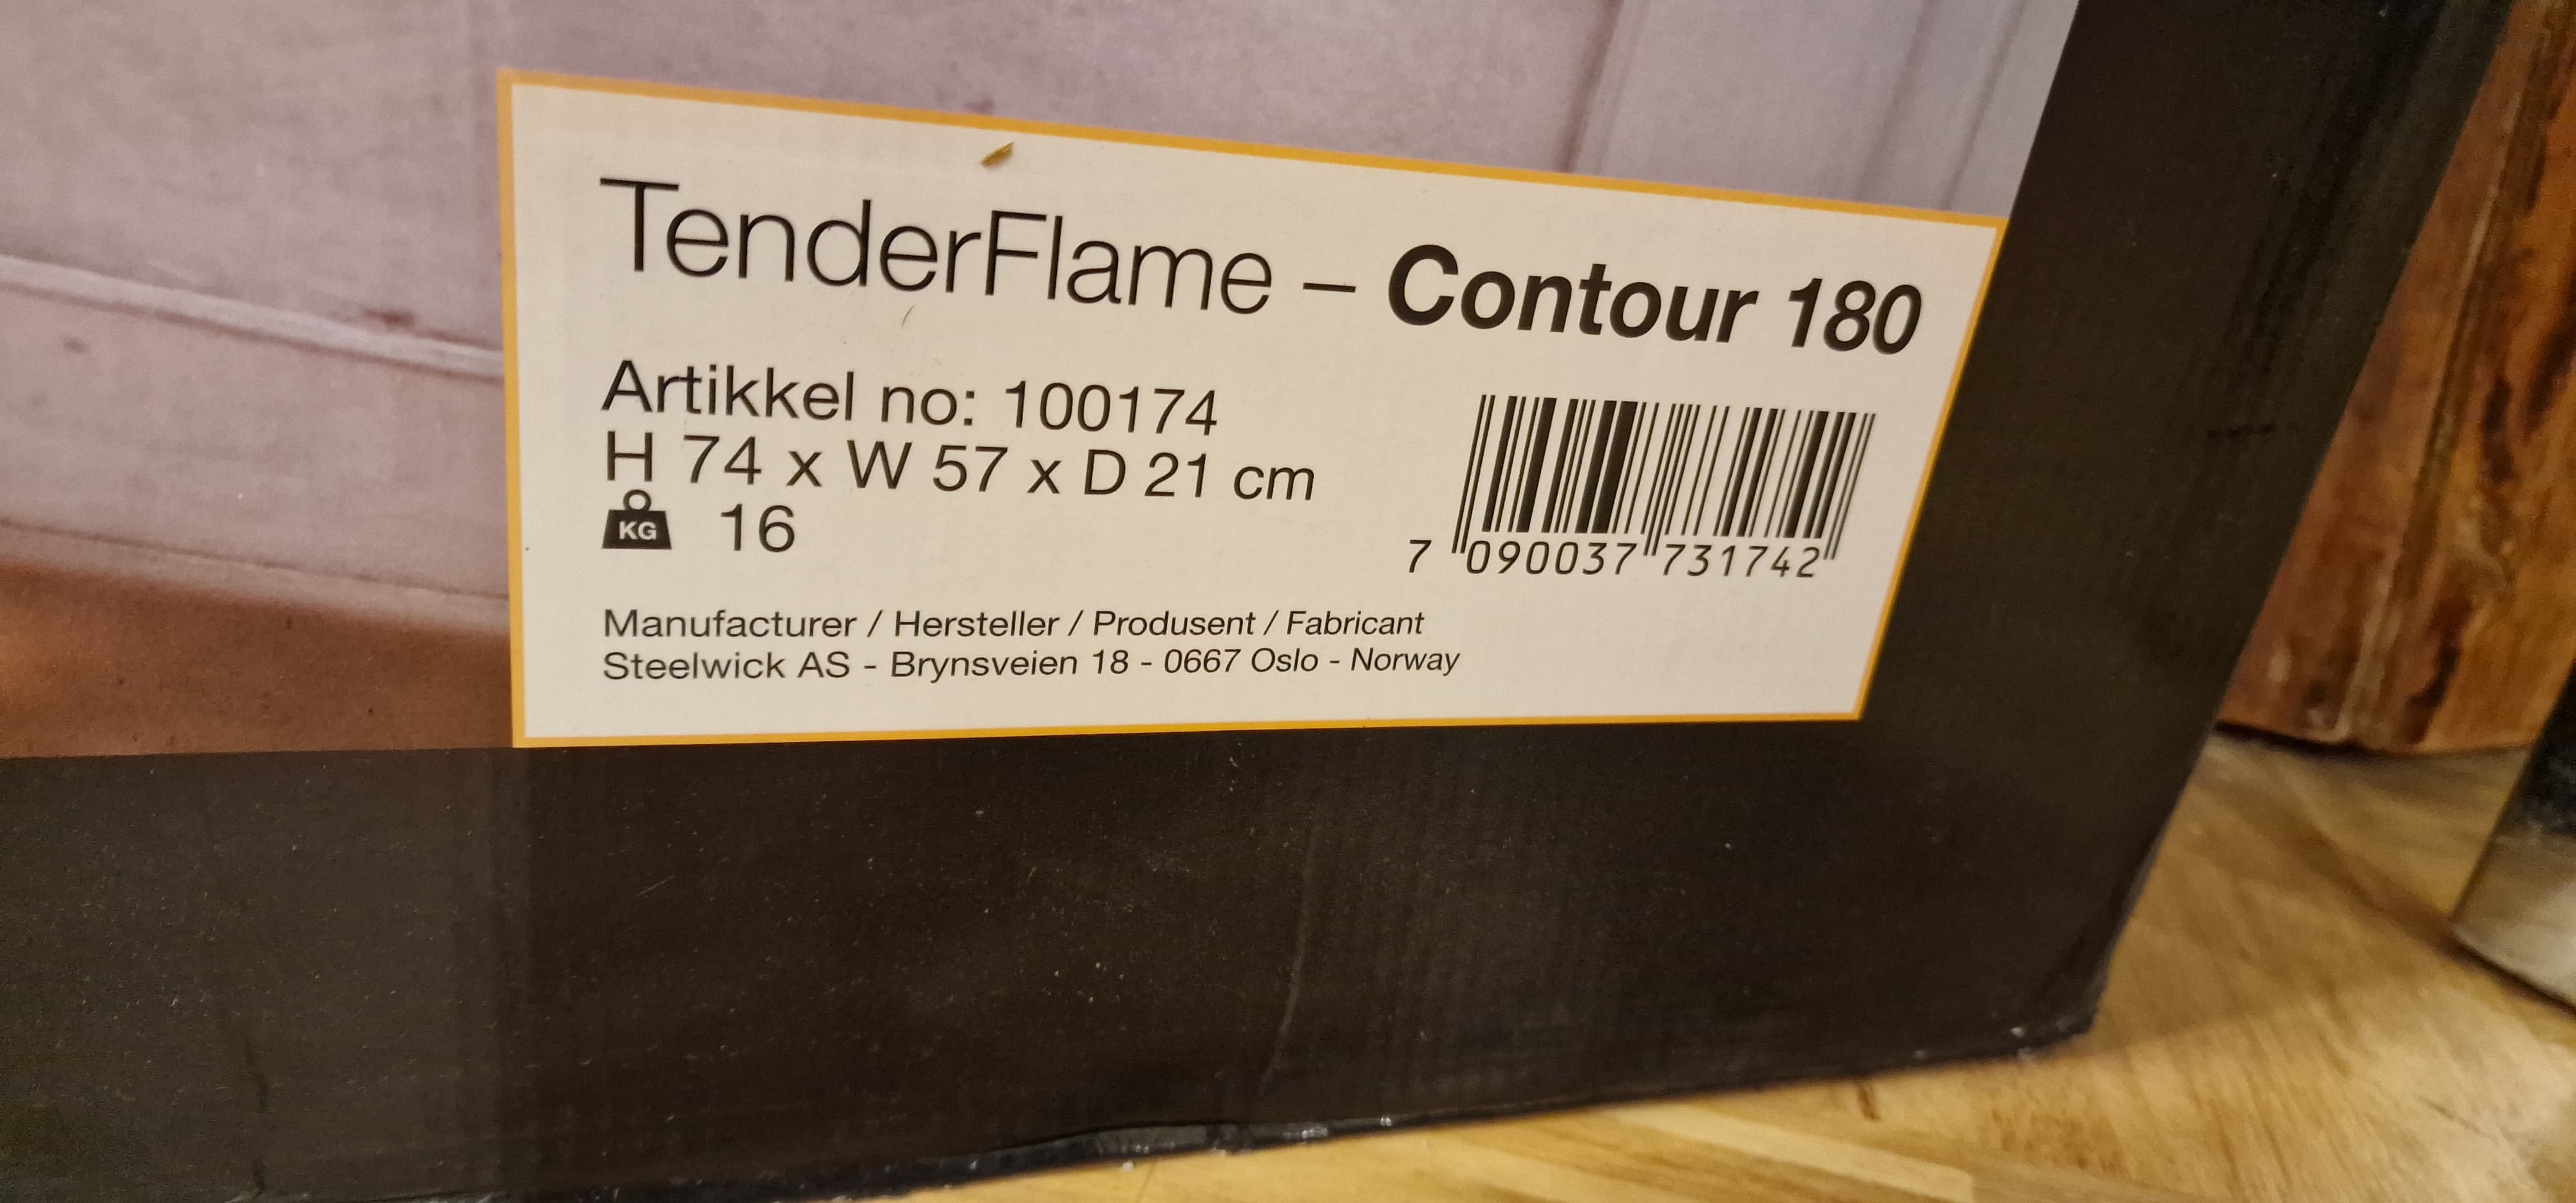 TenderFlame – Contour 180
Artikkel no: 100174
H 74 x W 57 x D 21 cm
KG 16
7 090037 731742
Manufacturer / Hersteller / Produsent / Fabricant
Steelwick AS - Brynsveien 18 - 0667 Oslo - Norway